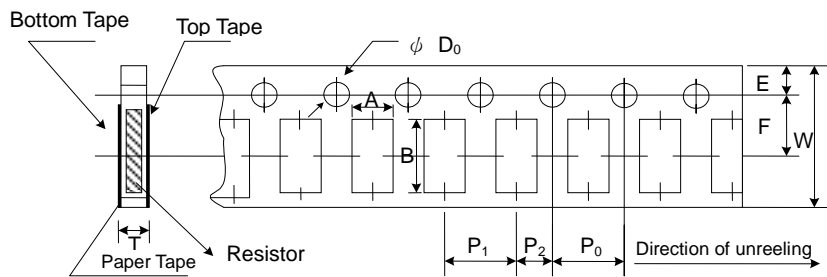 Bottom Tape
Top Tape
ψ D₀
A
B
E
F
W
T
Paper Tape
Resistor
P₁
P₂
P₀
Direction of unreeling